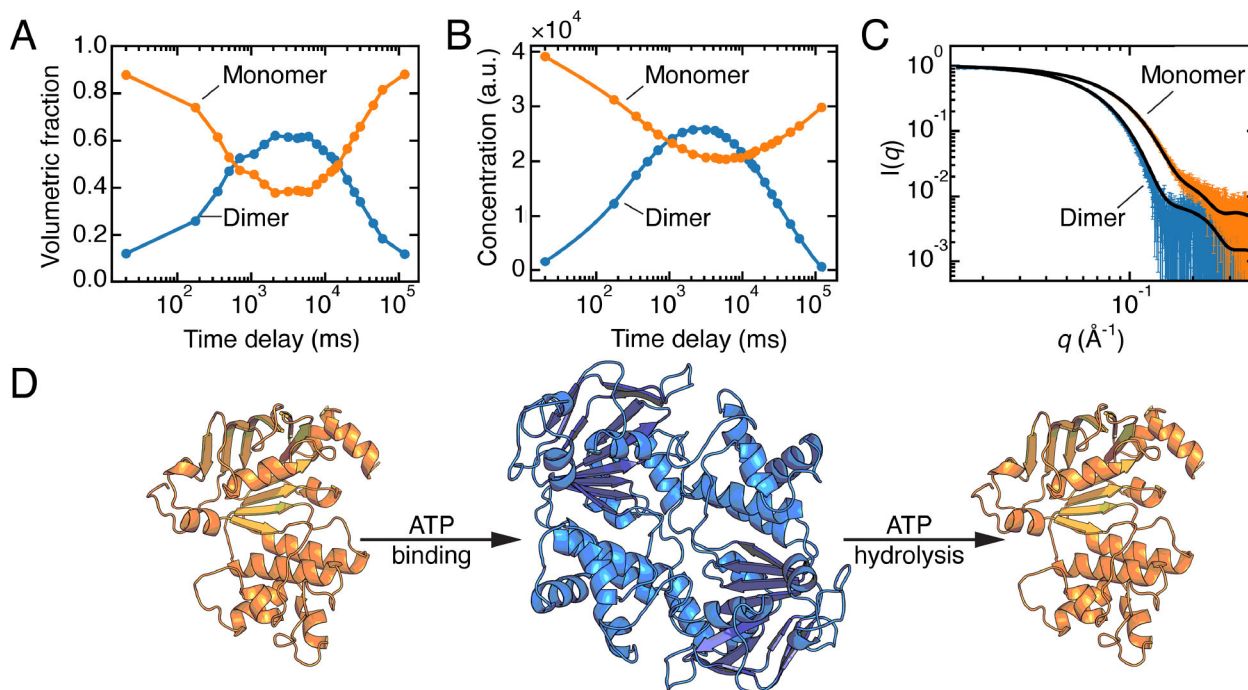 A
Volumetric fraction
1.0
0.8
0.6
0.4
0.2
0.0
Monomer
Dimer
10² 10³ 10⁴ 10⁵
Time delay (ms)
B
×10⁴
Concentration (a.u.)
4
3
2
1
0
Monomer
Dimer
10² 10³ 10⁴ 10⁵
Time delay (ms)
C
I(q)
10⁰
10⁻¹
10⁻²
10⁻³
Monomer
Dimer
10⁻¹
q (Å⁻¹)
D
ATP
binding
ATP
hydrolysis